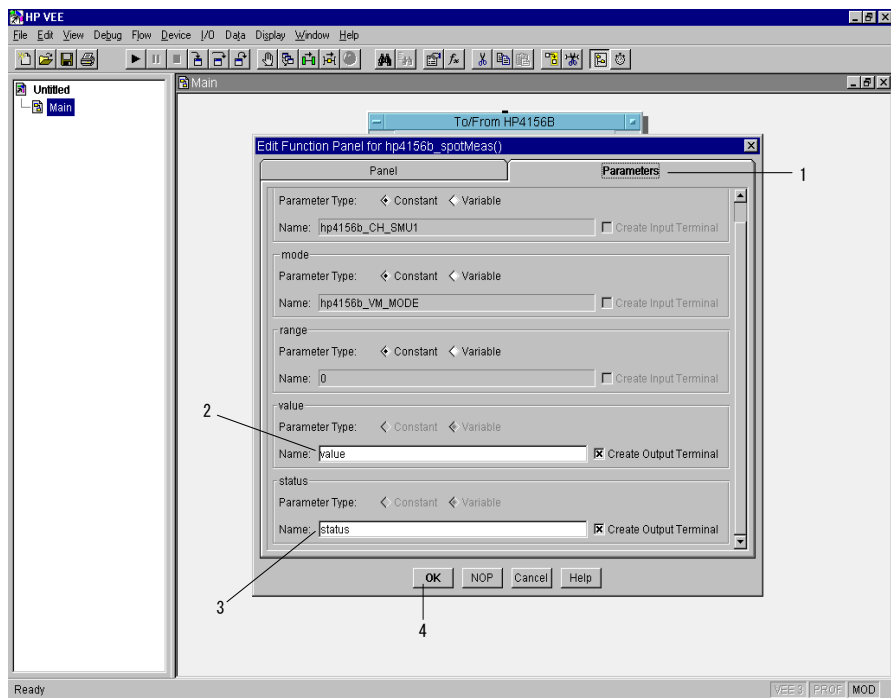 HP VEE
File Edit View Debug Flow Device I/O Data Display Window Help
Untitled
Main
Main
To/From HP4156B
Edit Function Panel for hp4156b_spotMeas()
Panel
Parameters
1
Parameter Type: Constant Variable
Name: hp4156b_CH_SMU1 Create Input Terminal
mode
Parameter Type: Constant Variable
Name: hp4156b_VM_MODE Create Input Terminal
range
Parameter Type: Constant Variable
Name: 0 Create Input Terminal
value
2
Parameter Type: Constant Variable
Name: value Create Output Terminal
status
Parameter Type: Constant Variable
Name: status Create Output Terminal
3
OK NOP Cancel Help
4
Ready
VEE3 PROF MOD